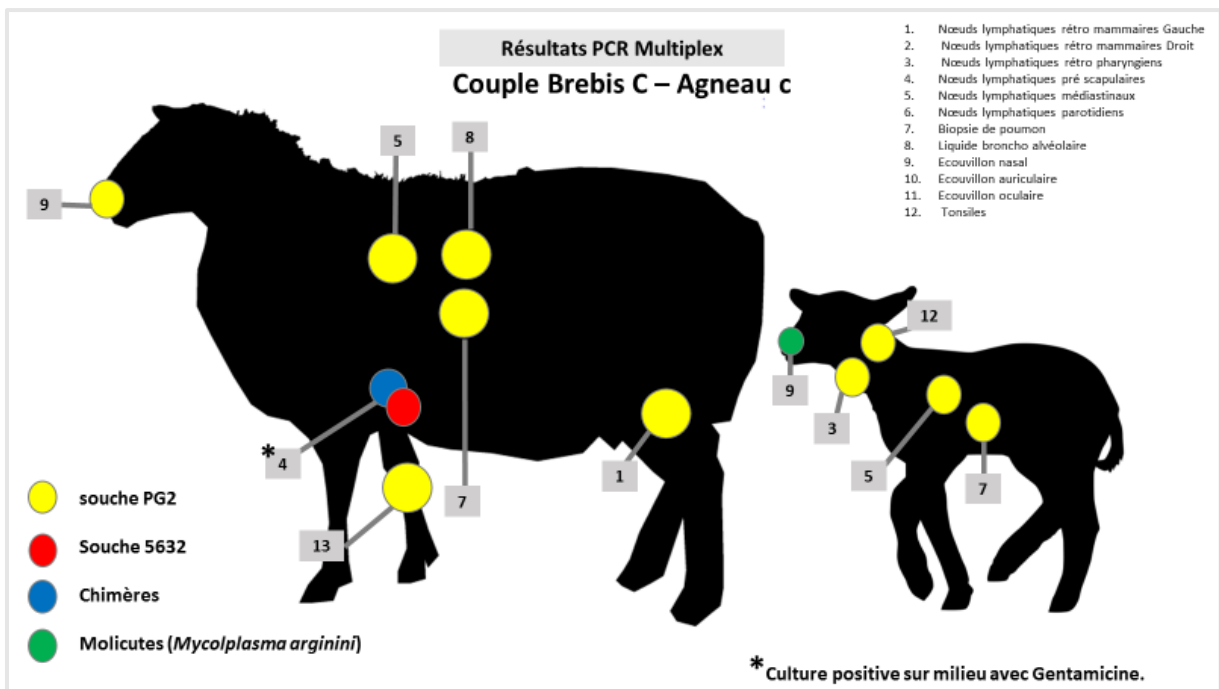 Résultats PCR Multiplex
Couple Brebis C – Agneau c
1. Nœuds lymphatiques rétro mammaires Gauche
2. Nœuds lymphatiques rétro mammaires Droit
3. Nœuds lymphatiques rétro pharyngiens
4. Nœuds lymphatiques pré scapulaires
5. Nœuds lymphatiques médiastinaux
6. Nœuds lymphatiques parotidiens
7. Biopsie de poumon
8. Liquide broncho alvéolaire
9. Ecouvillon nasal
10. Ecouvillon auriculaire
11. Ecouvillon oculaire
12. Tonsiles
5
8
9
12
9
3
*
4
1
5
7
7
13
souche PG2
Souche 5632
Chimères
Molicutes (Mycolplasma arginini)
*Culture positive sur milieu avec Gentamicine.